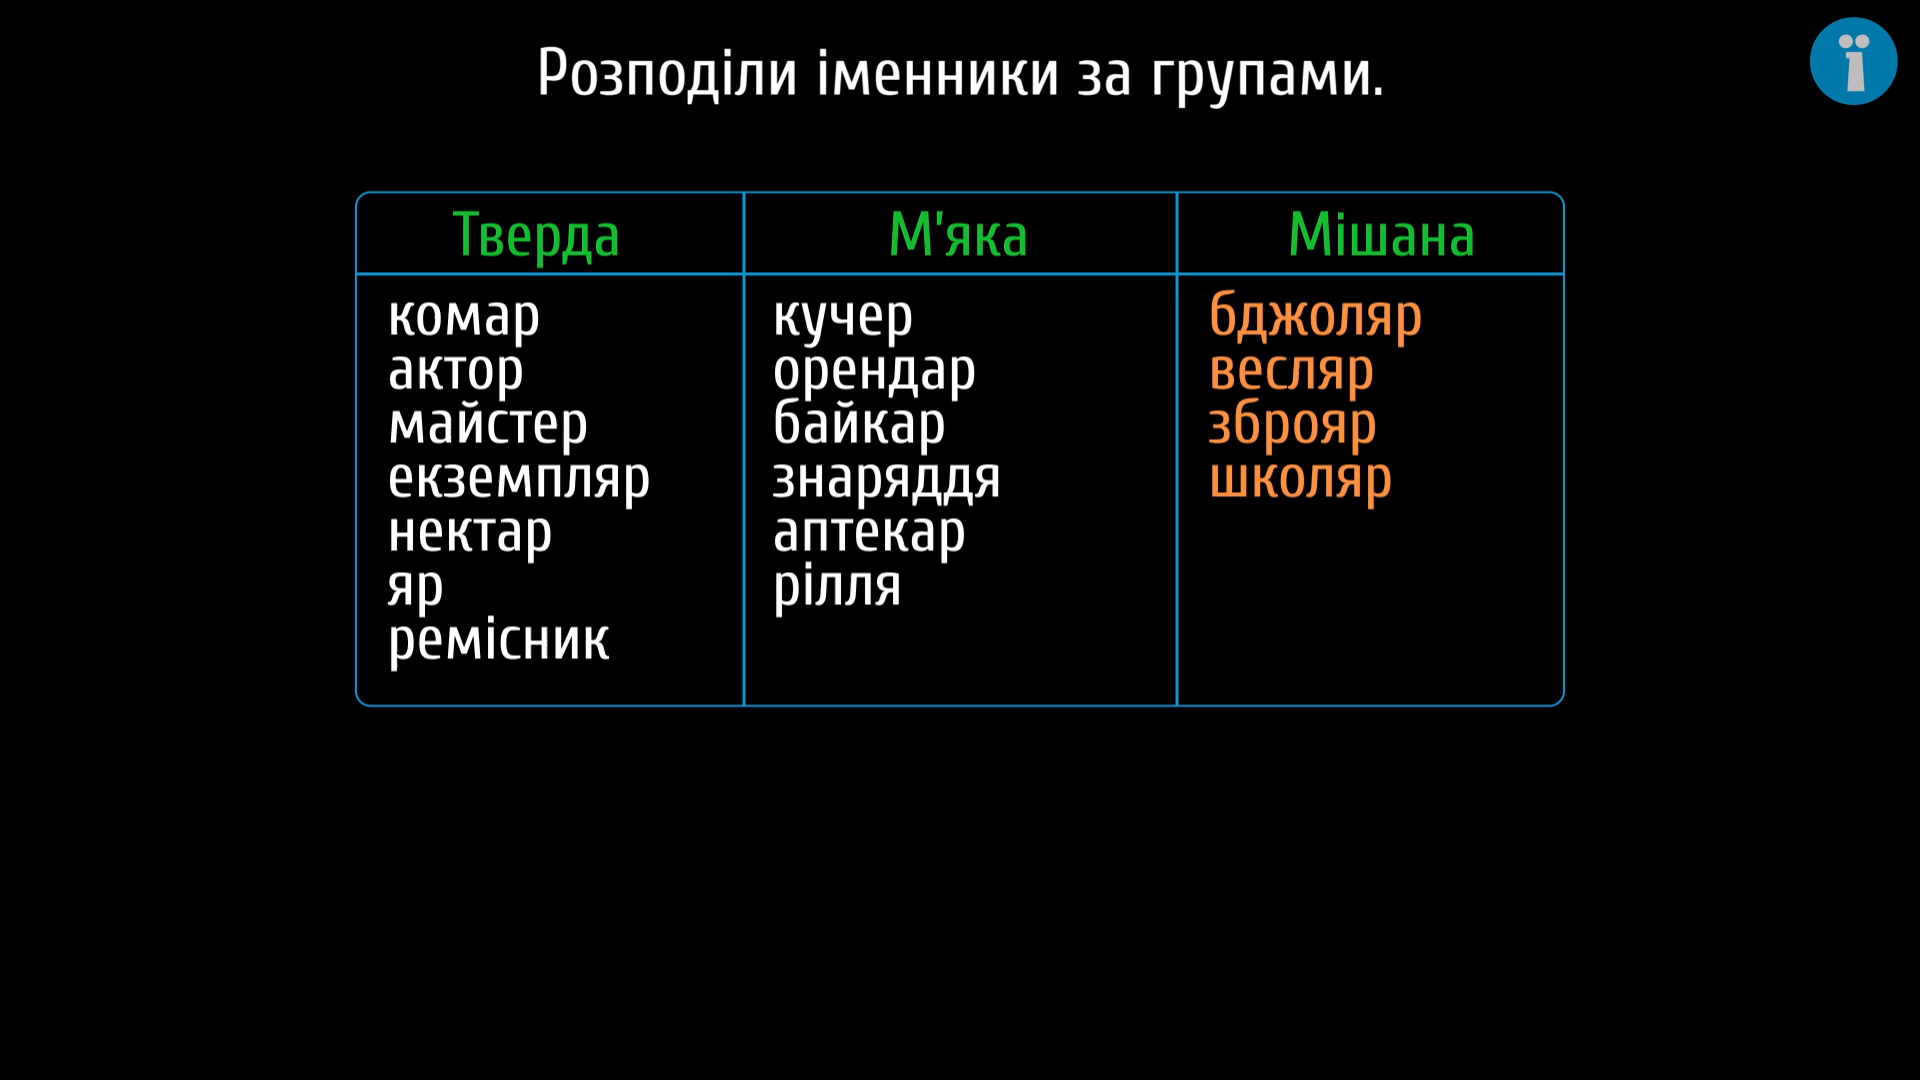 Розподіли іменники за групами.
Тверда М'яка Мішана
комар кучер бджоляр
актор орендар весляр
майстер байкар зброяр
екземпляр знаряддя школяр
нектар аптекар
яр рілля
ремісник
ї